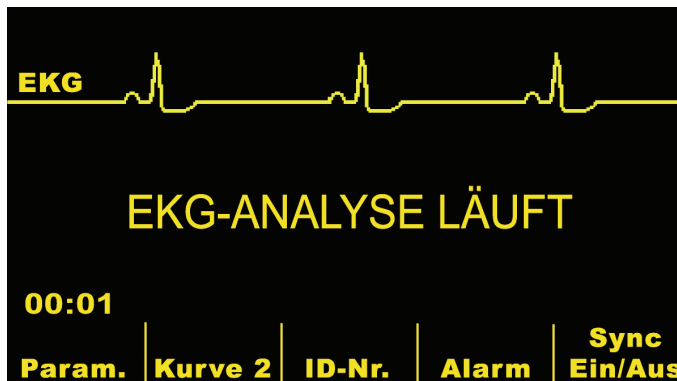 EKG
EKG-ANALYSE LÄUFT
00:01
Sync
Param. Kurve 2 ID-Nr. Alarm Ein/Aus